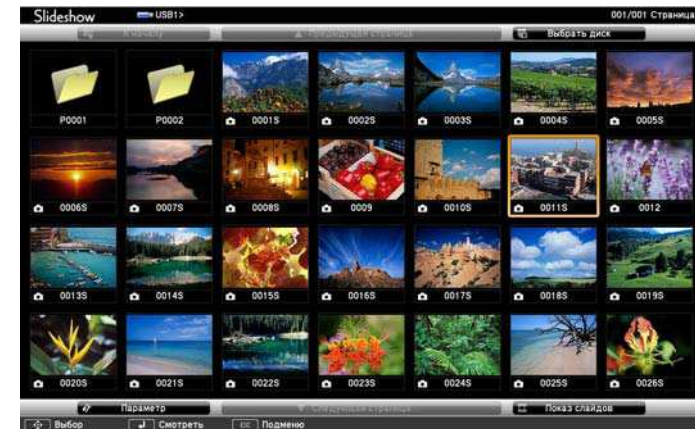 Slideshow USB1> 001/001 Страница
К началу Предыдущая страница Выбрать диск
P0001 P0002 0001S 0002S 0003S 0004S 0005S
0006S 0007S 0008S 0009 0010S 0011S 0012
0013S 0014S 0015S 0016S 0017S 0018S 0019S
0020S 0021S 0022S 0023S 0024S 0025S 0026S
Параметр Следующая страница Показ слайдов
Выбор Смотреть Esc Подменю